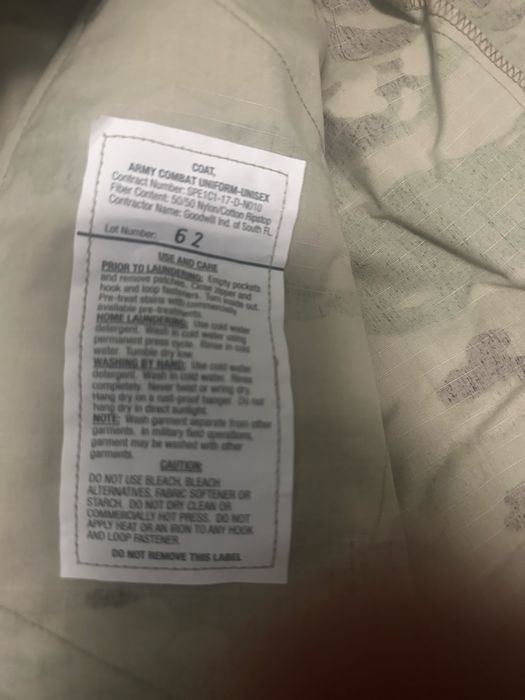 COAT,
ARMY COMBAT UNIFORM-UNISEX
Contract Number: SPE1C1-17-D-N010
Fiber Content: 50/50 Nylon/Cotton Ripstop
Contractor Name: Goodwill Ind. of South FL
Lot Number: 62
USE AND CARE
PRIOR TO LAUNDERING: Empty pockets
and remove patches. Close zipper and
hook and loop fasteners. Turn inside out.
Pre-treat stains with commercially
available pre-treatments.
HOME LAUNDERING: Use cold water
detergent. Wash in cold water using
permanent press cycle. Rinse in cold
water. Tumble dry low.
WASHING BY HAND: Use cold water
detergent. Wash in cold water. Rinse
completely. Never twist or wring dry.
Hang dry on a rust-proof hanger. Do not
hang dry in direct sunlight.
NOTE: Wash garment separate from other
garments. In military field operations,
garment may be washed with other
garments.
CAUTION:
DO NOT USE BLEACH, BLEACH
ALTERNATIVES, FABRIC SOFTENER OR
STARCH. DO NOT DRY CLEAN OR
COMMERCIALLY HOT PRESS. DO NOT
APPLY HEAT OR AN IRON TO ANY HOOK
AND LOOP FASTENER.
DO NOT REMOVE THIS LABEL